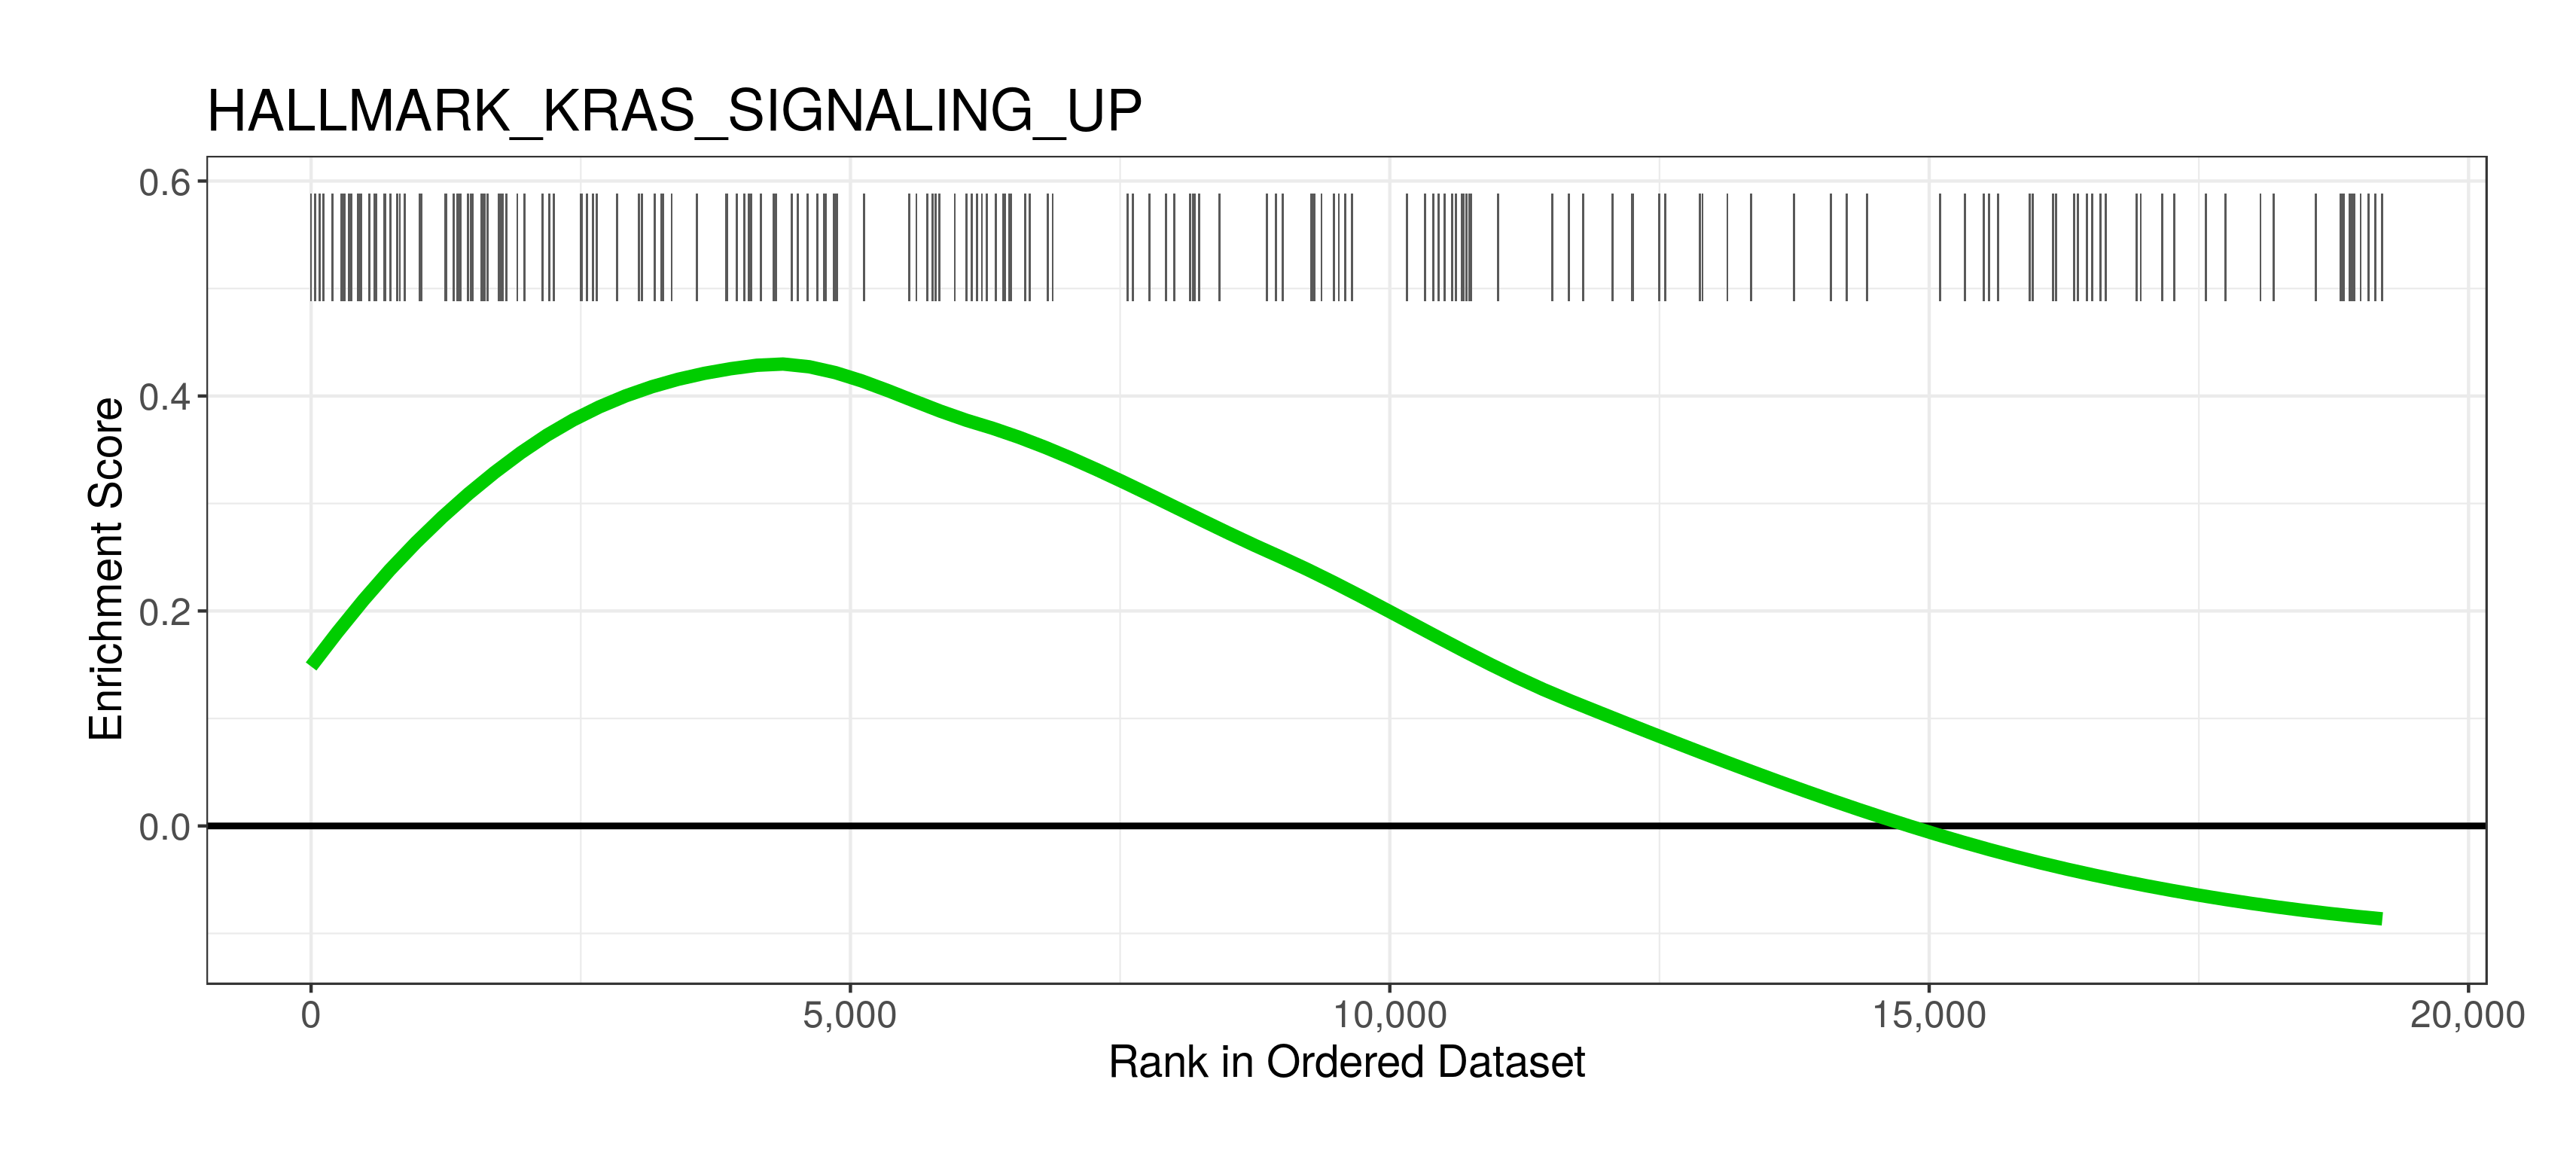 HALLMARK_KRAS_SIGNALING_UP
0.6
0.4
0.2
0.0
Enrichment Score
0 5,000 10,000 15,000 20,000
Rank in Ordered Dataset